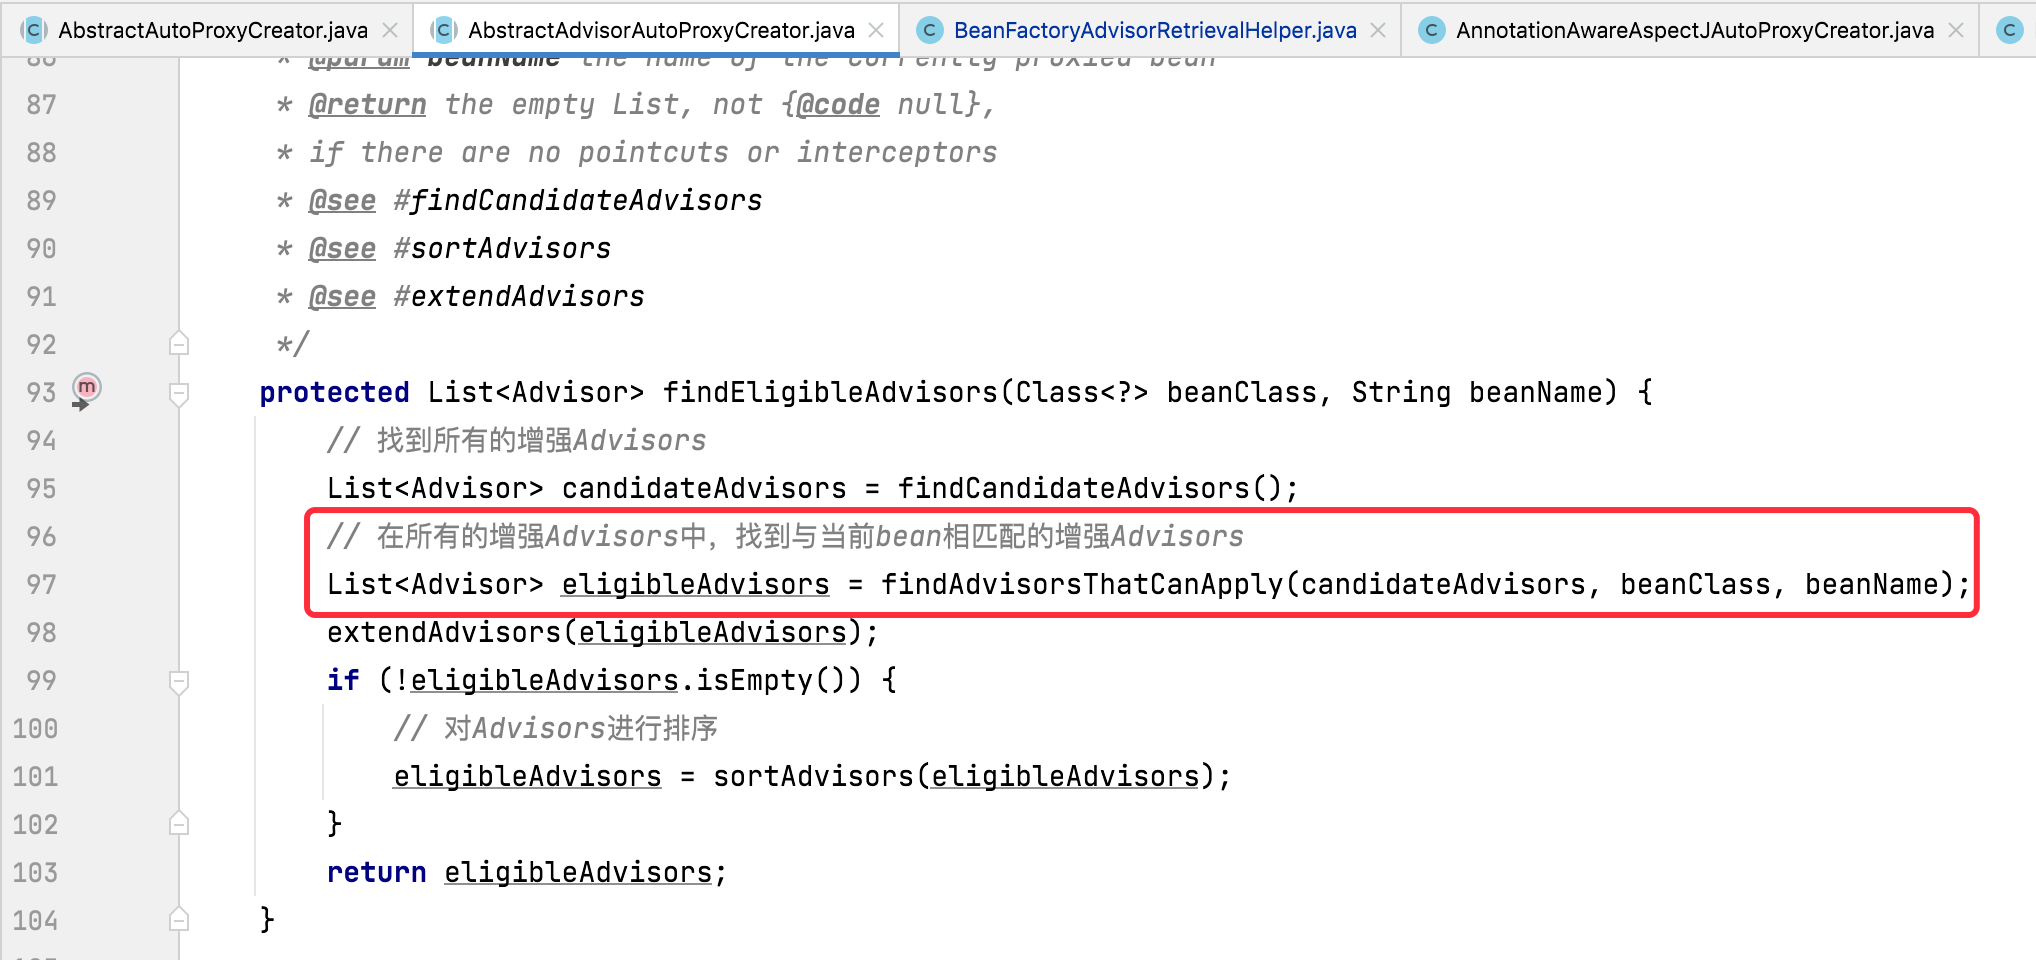 AbstractAutoProxyCreator.java AbstractAdvisorAutoProxyCreator.java BeanFactoryAdvisorRetrievalHelper.java AnnotationAwareAspectJAutoProxyCreator.java
86 * @param beanName the name of the currently proxied bean
87 * @return the empty List, not {@code null},
88 * if there are no pointcuts or interceptors
89 * @see #findCandidateAdvisors
90 * @see #sortAdvisors
91 * @see #extendAdvisors
92 */
93 protected List<Advisor> findEligibleAdvisors(Class<?> beanClass, String beanName) {
94 // 找到所有的增强Advisors
95 List<Advisor> candidateAdvisors = findCandidateAdvisors();
96 // 在所有的增强Advisors中，找到与当前bean相匹配的增强Advisors
97 List<Advisor> eligibleAdvisors = findAdvisorsThatCanApply(candidateAdvisors, beanClass, beanName);
98 extendAdvisors(eligibleAdvisors);
99 if (!eligibleAdvisors.isEmpty()) {
100 // 对Advisors进行排序
101 eligibleAdvisors = sortAdvisors(eligibleAdvisors);
102 }
103 return eligibleAdvisors;
104 }